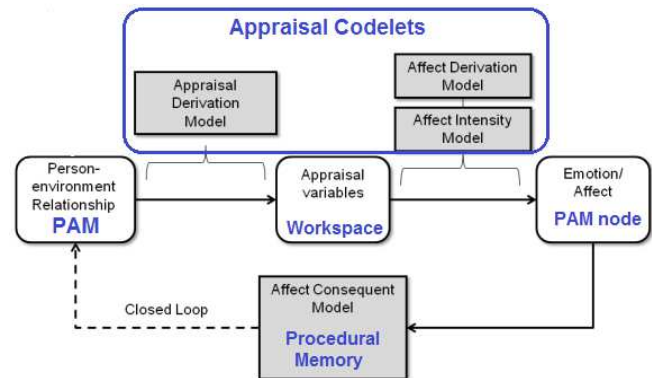 Appraisal Codelets
Appraisal
Derivation
Model
Affect Derivation
Model
Affect Intensity
Model
Person-
environment
Relationship
PAM
Appraisal
variables
Workspace
Emotion/
Affect
PAM node
Closed Loop
Affect Consequent
Model
Procedural
Memory